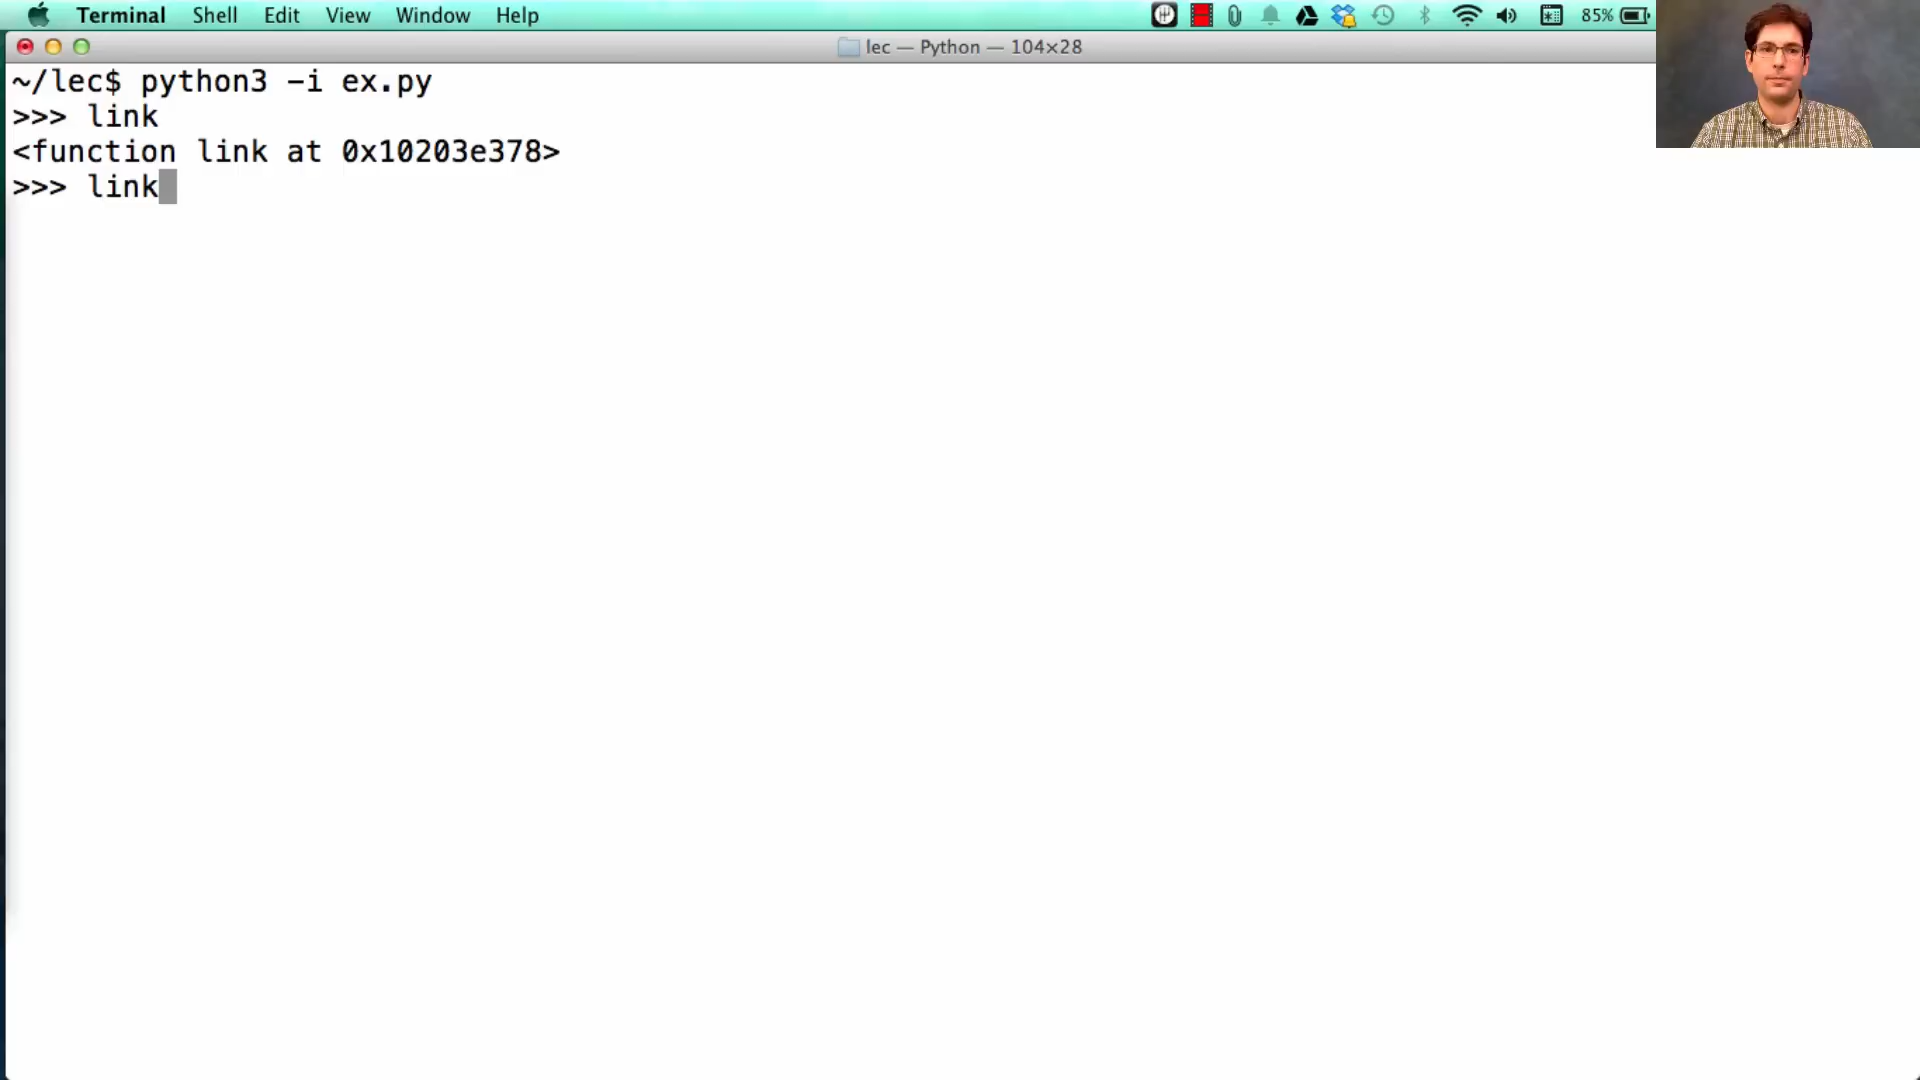 Terminal Shell Edit View Window Help 85%
lec — Python — 104×28
~/lec$ python3 -i ex.py
>>> link
<function link at 0x10203e378>
>>> link